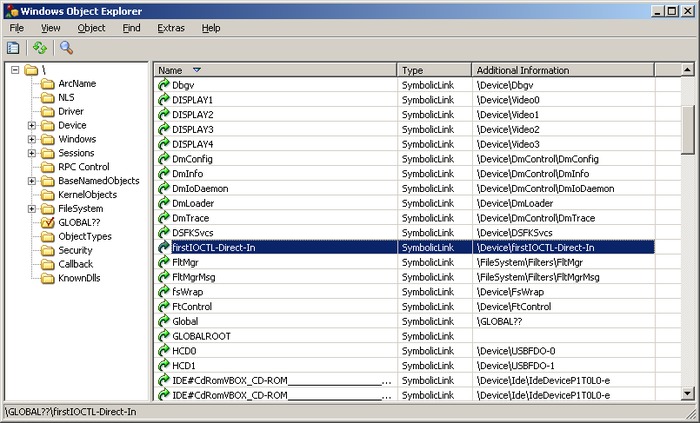 Windows Object Explorer
File View Object Find Extras Help
\
ArcName
NLS
Driver
Device
Windows
Sessions
RPC Control
BaseNamedObjects
KernelObjects
FileSystem
GLOBAL??
ObjectTypes
Security
Callback
KnownDlls
Name Type Additional Information
Dbgv SymbolicLink \Device\Dbgv
DISPLAY1 SymbolicLink \Device\Video0
DISPLAY2 SymbolicLink \Device\Video1
DISPLAY3 SymbolicLink \Device\Video2
DISPLAY4 SymbolicLink \Device\Video3
DmConfig SymbolicLink \Device\DmControl\DmConfig
DmInfo SymbolicLink \Device\DmControl\DmInfo
DmIoDaemon SymbolicLink \Device\DmControl\DmIoDaemon
DmLoader SymbolicLink \Device\DmLoader
DmTrace SymbolicLink \Device\DmControl\DmTrace
DSFKSvcs SymbolicLink \Device\DSFKSvcs
firstIOCTL-Direct-In SymbolicLink \Device\firstIOCTL-Direct-In
FltMgr SymbolicLink \FileSystem\Filters\FltMgr
FltMgrMsg SymbolicLink \FileSystem\Filters\FltMgrMsg
fsWrap SymbolicLink \Device\FsWrap
FtControl SymbolicLink \Device\FtControl
Global SymbolicLink \GLOBAL??
GLOBALROOT SymbolicLink
HCD0 SymbolicLink \Device\USBFDO-0
HCD1 SymbolicLink \Device\USBFDO-1
IDE#CdRomVBOX_CD-ROM____________________... SymbolicLink \Device\Ide\IdeDeviceP1T0L0-e
IDE#CdRomVBOX_CD-ROM____________________... SymbolicLink \Device\Ide\IdeDeviceP1T0L0-e
\GLOBAL??\firstIOCTL-Direct-In